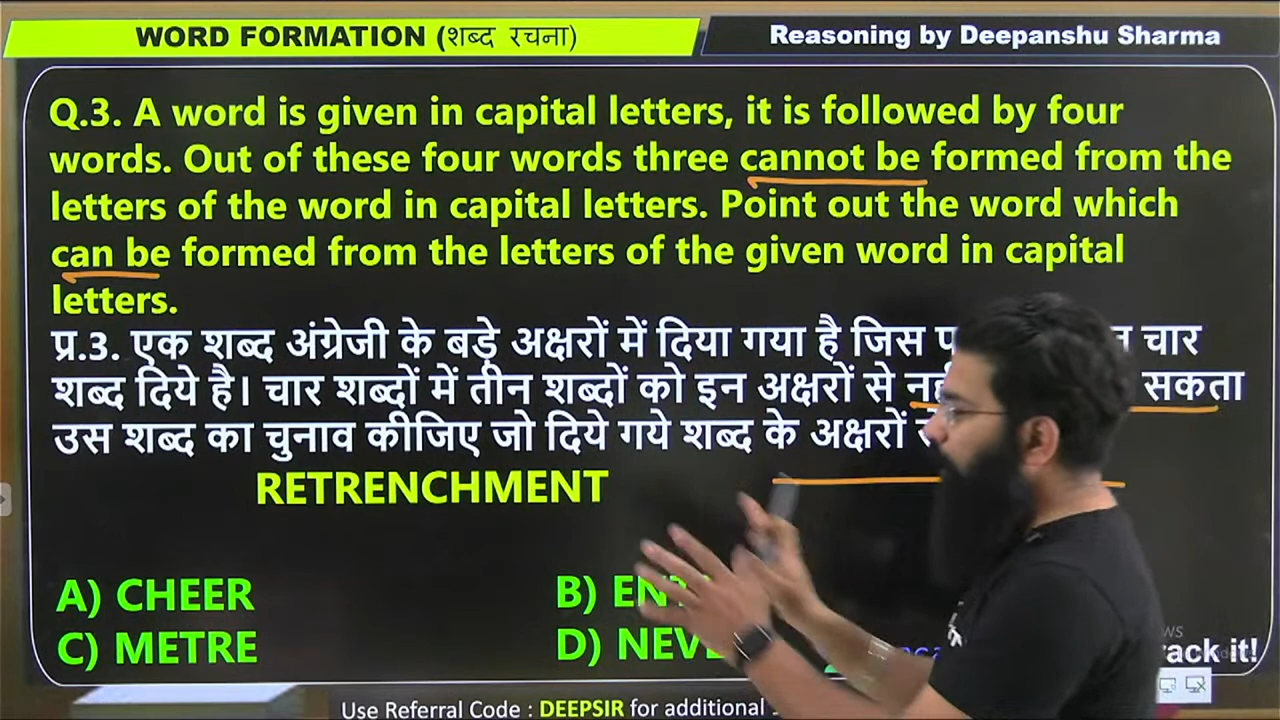 WORD FORMATION (शब्द रचना)
Reasoning by Deepanshu Sharma
Q.3. A word is given in capital letters, it is followed by four
words. Out of these four words three cannot be formed from the
letters of the word in capital letters. Point out the word which
can be formed from the letters of the given word in capital
letters.
प्र.3. एक शब्द अंग्रेजी के बड़े अक्षरों में दिया गया है जिस चार
शब्द दिये है। चार शब्दों में तीन शब्दों को इन अक्षरों से सकता
उस शब्द का चुनाव कीजिए जो दिये गये शब्द के अक्षरों
RETRENCHMENT
A) CHEER
B)
C) METRE
D)
it!
Use Referral Code : DEEPSIR for additional